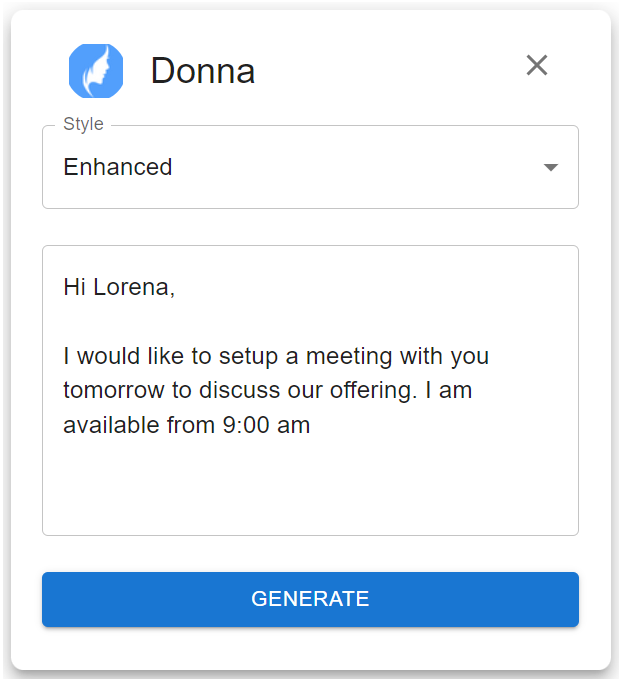 Donna
Style
Enhanced
Hi Lorena,
I would like to setup a meeting with you
tomorrow to discuss our offering. I am
available from 9:00 am
GENERATE